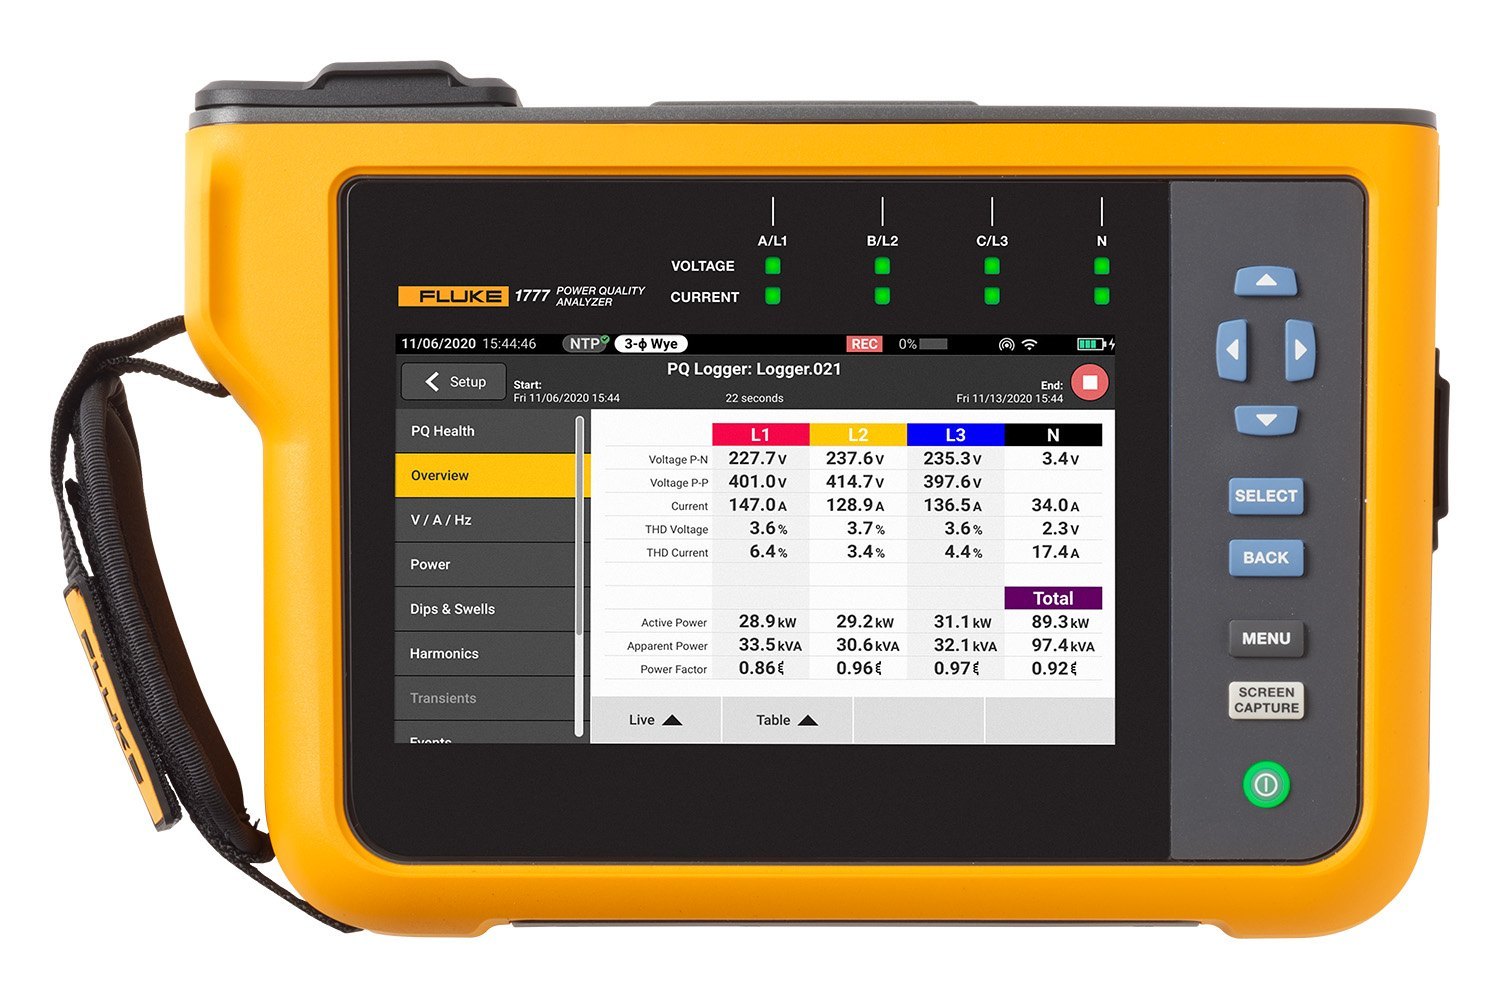 A/L1 B/L2 C/L3 N
VOLTAGE
CURRENT
FLUKE 1777 POWER QUALITY
ANALYZER
11/06/2020 15:44:46 NTP 3-ϕ Wye REC 0%
Setup
PQ Logger: Logger.021
Start:
Fri 11/06/2020 15:44
22 seconds
End:
Fri 11/13/2020 15:44
PQ Health
Overview
V / A / Hz
Power
Dips & Swells
Harmonics
Transients
Events
L1 L2 L3 N
Voltage P-N 227.7 V 237.6 V 235.3 V 3.4 V
Voltage P-P 401.0 V 414.7 V 397.6 V
Current 147.0 A 128.9 A 136.5 A 34.0 A
THD Voltage 3.6 % 3.7 % 3.6 % 2.3 V
THD Current 6.4 % 3.4 % 4.4 % 17.4 A
Total
Active Power 28.9 kW 29.2 kW 31.1 kW 89.3 kW
Apparent Power 33.5 kVA 30.6 kVA 32.1 kVA 97.4 kVA
Power Factor 0.86 0.96 0.97 0.92
Live Table
SELECT
BACK
MENU
SCREEN
CAPTURE
FLUKE